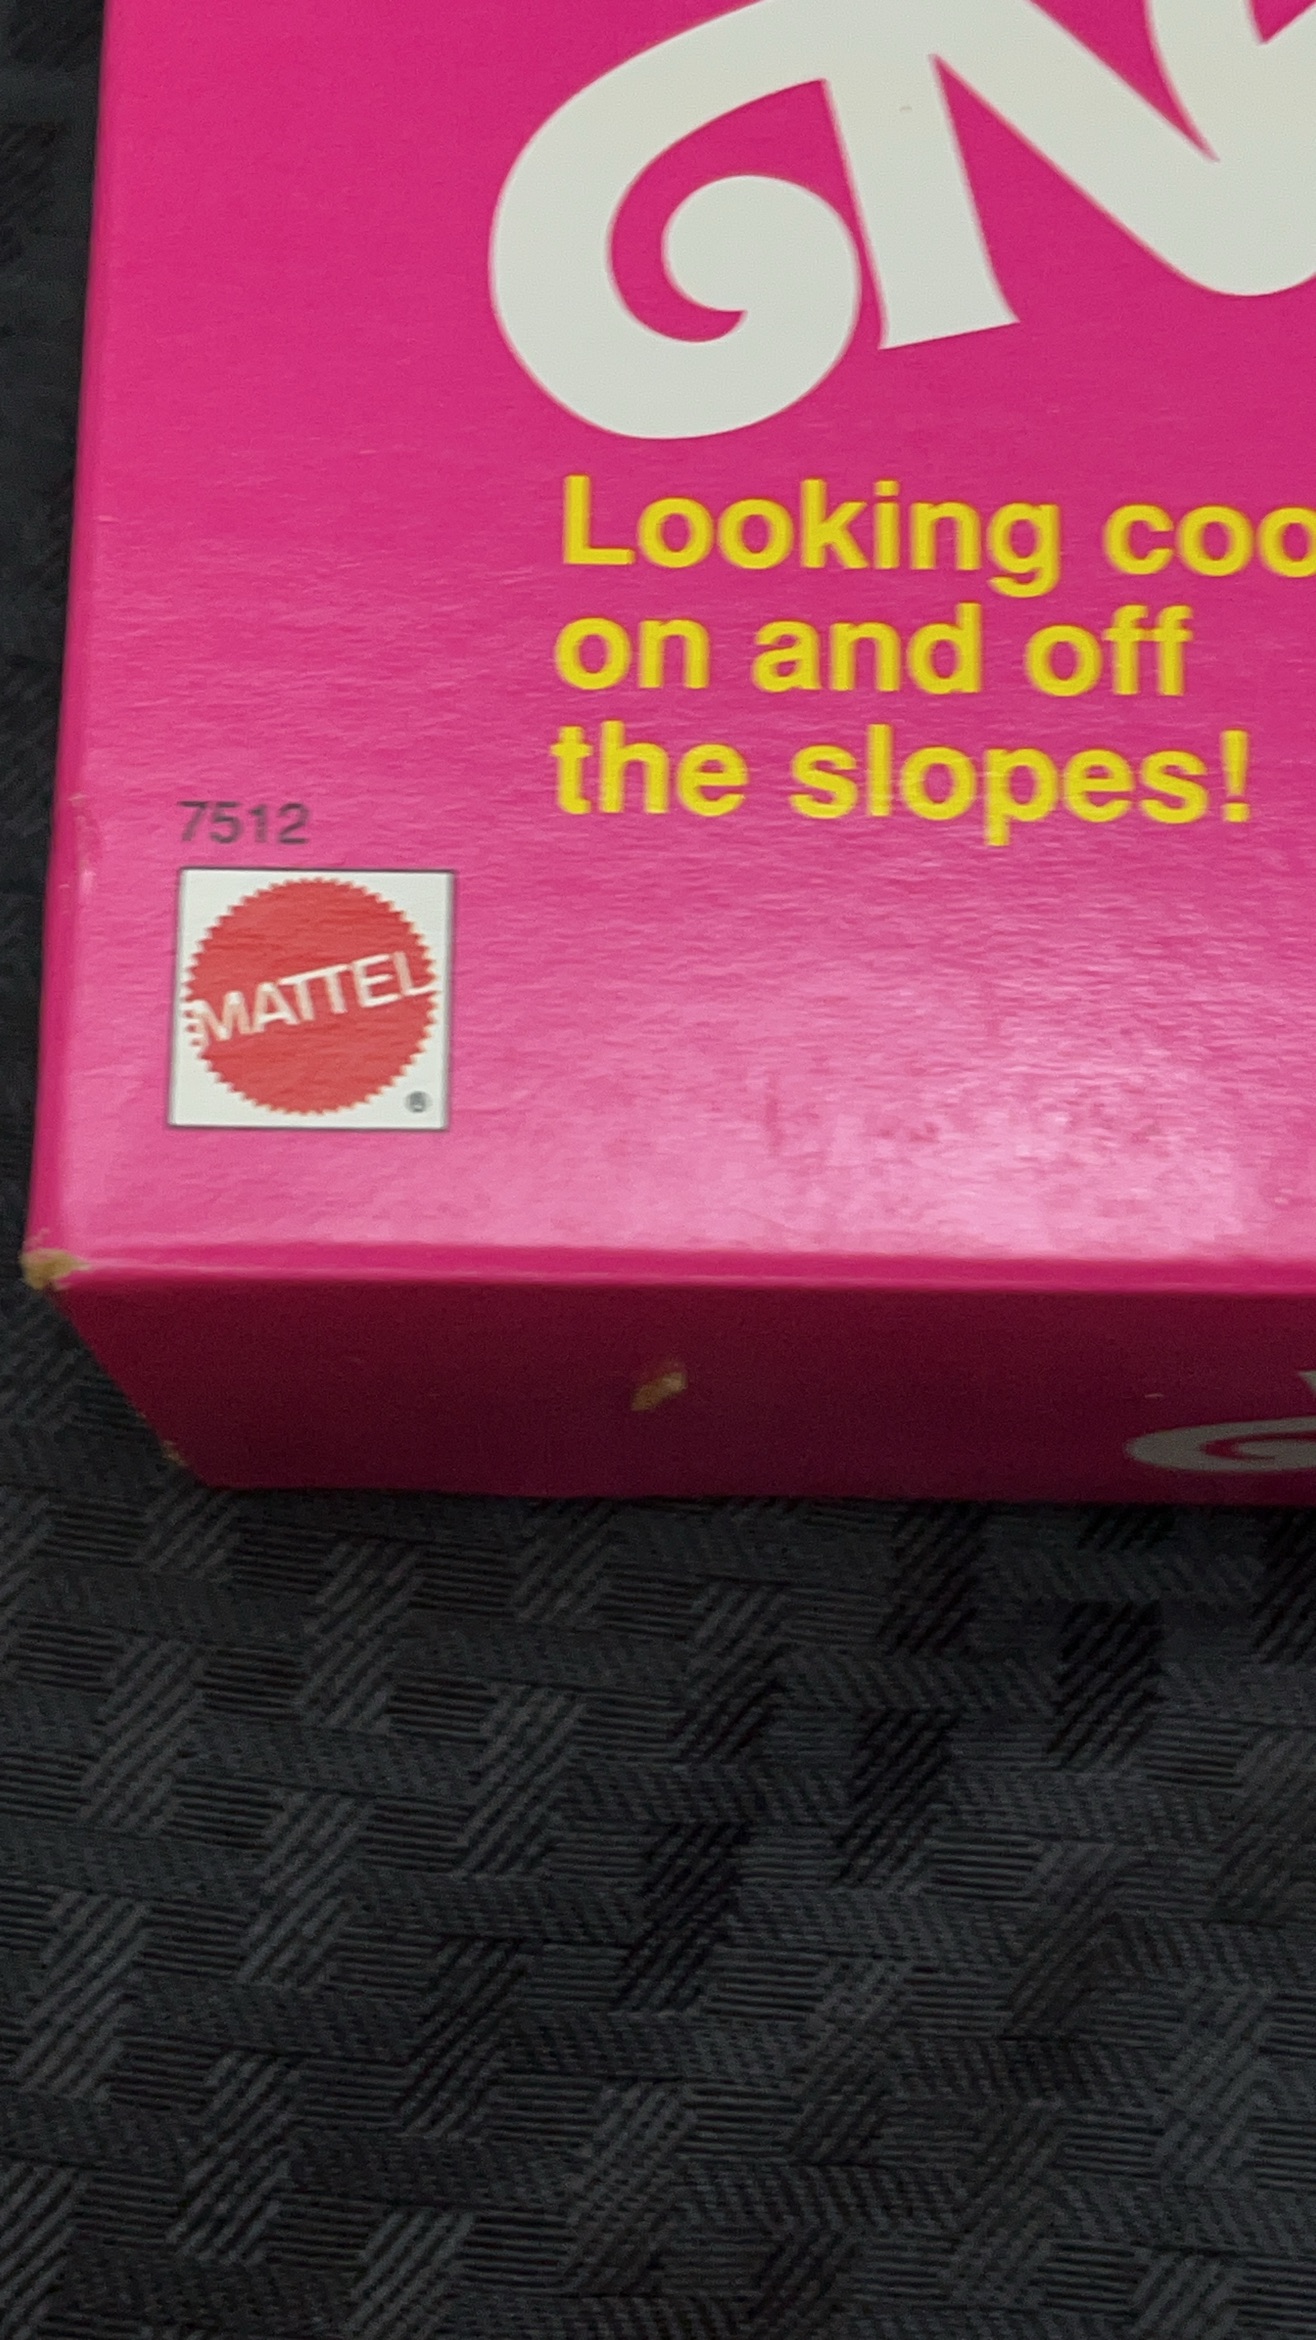 Looking coo
on and off
the slopes!
7512
MATTEL
®